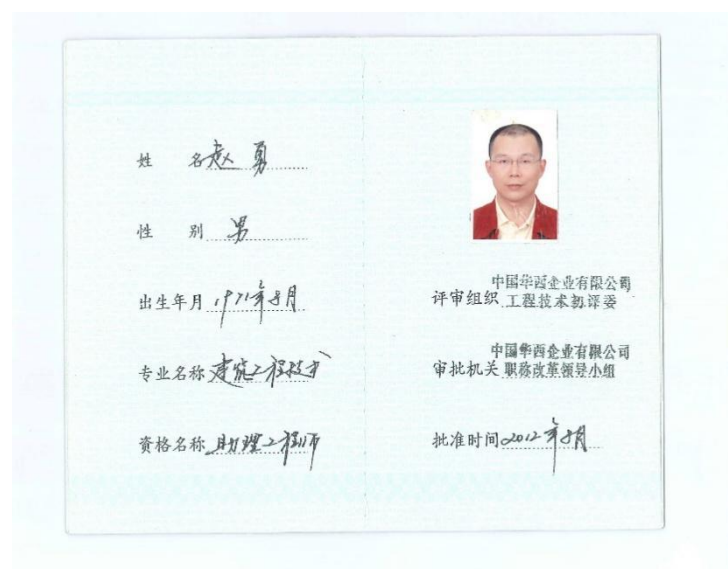 姓 名 赵勇
性 别 男
出生年月 1971年8月
专业名称 建筑工程技术
资格名称 助理工程师
中国华西企业有限公司
评审组织 工程技术初评委
中国华西企业有限公司
审批机关 职称改革领导小组
批准时间 2012年8月